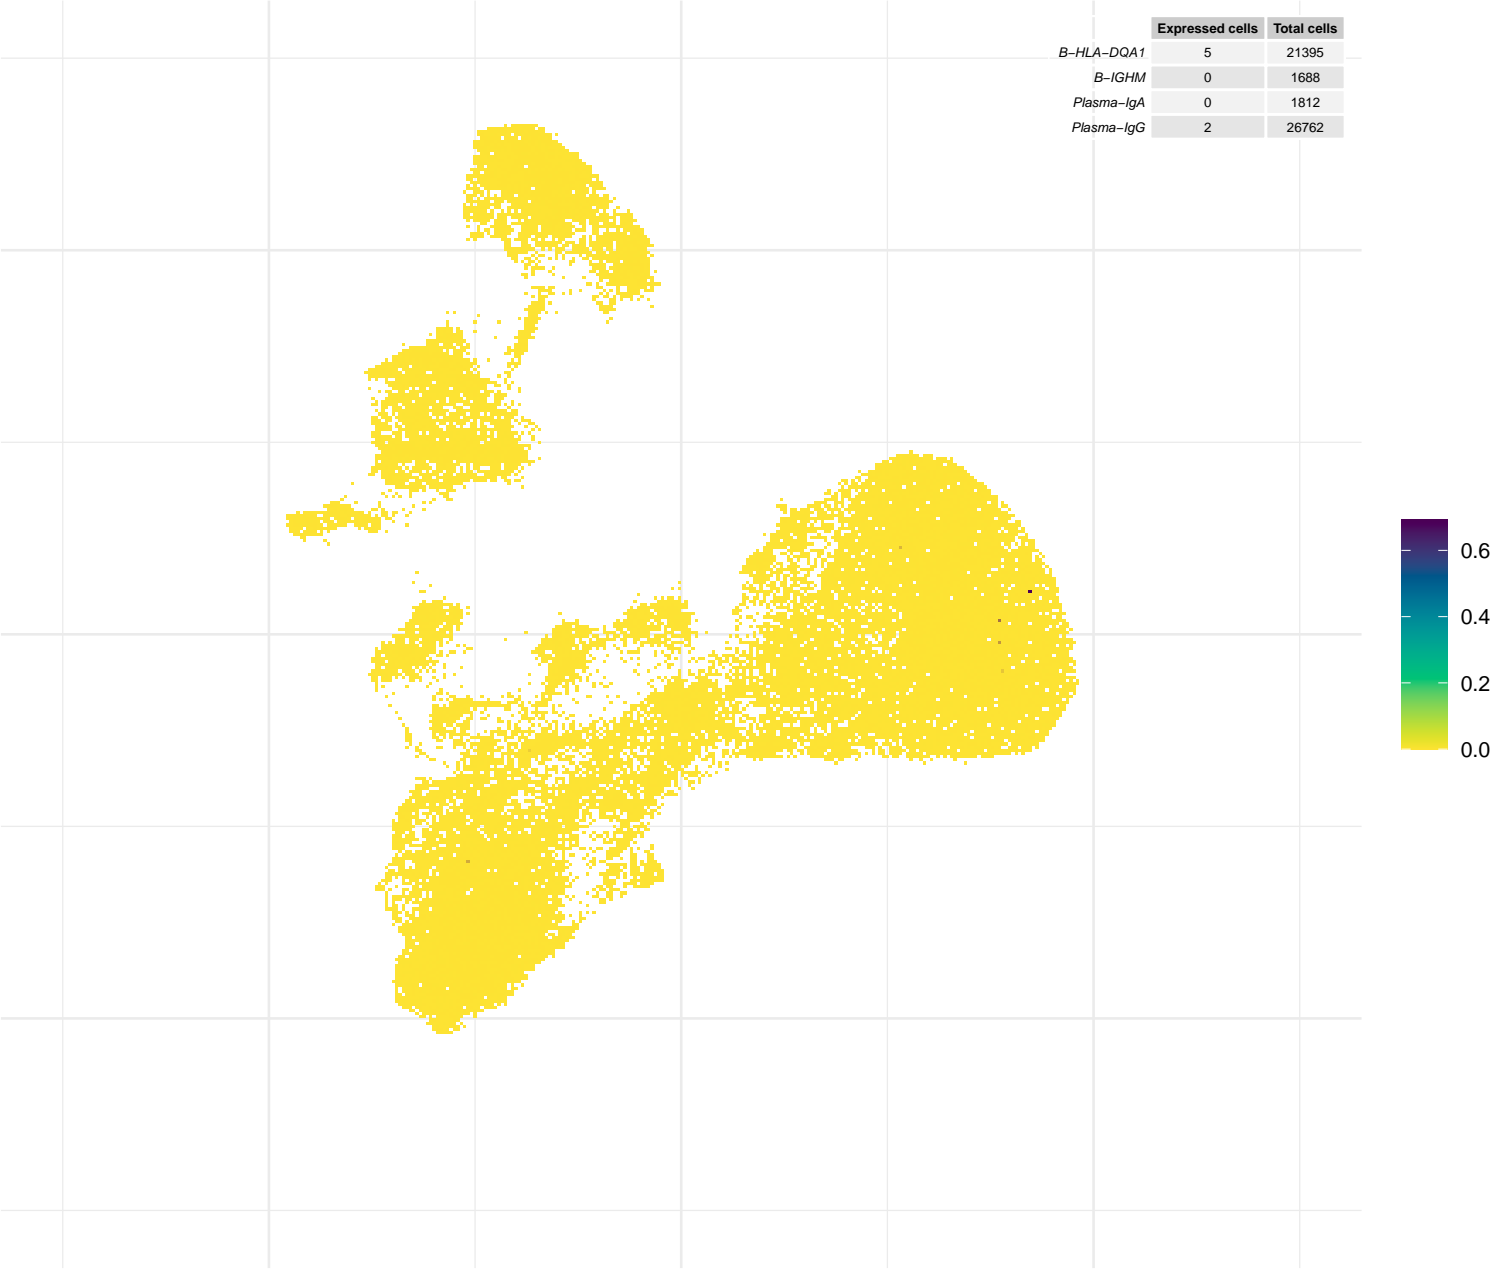 Expressed cells Total cells
B−HLA−DQA1 5 21395
B−IGHM 0 1688
Plasma−IgA 0 1812
Plasma−IgG 2 26762
0.6
0.4
0.2
0.0